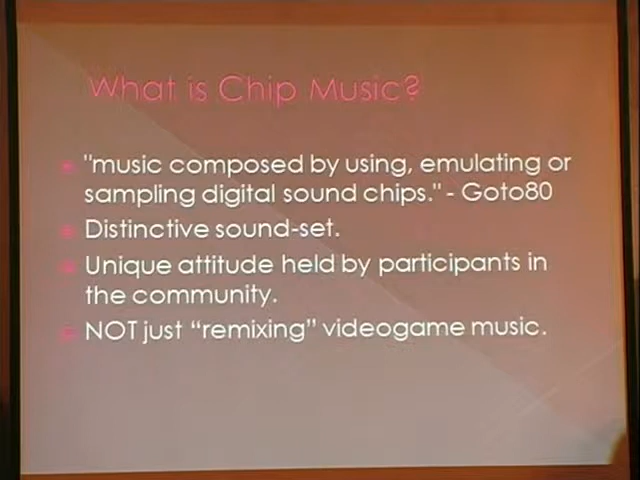 What is Chip Music?
"music composed by using, emulating or
sampling digital sound chips." - Goto80
Distinctive sound-set.
Unique attitude held by participants in
the community.
NOT just “remixing” videogame music.